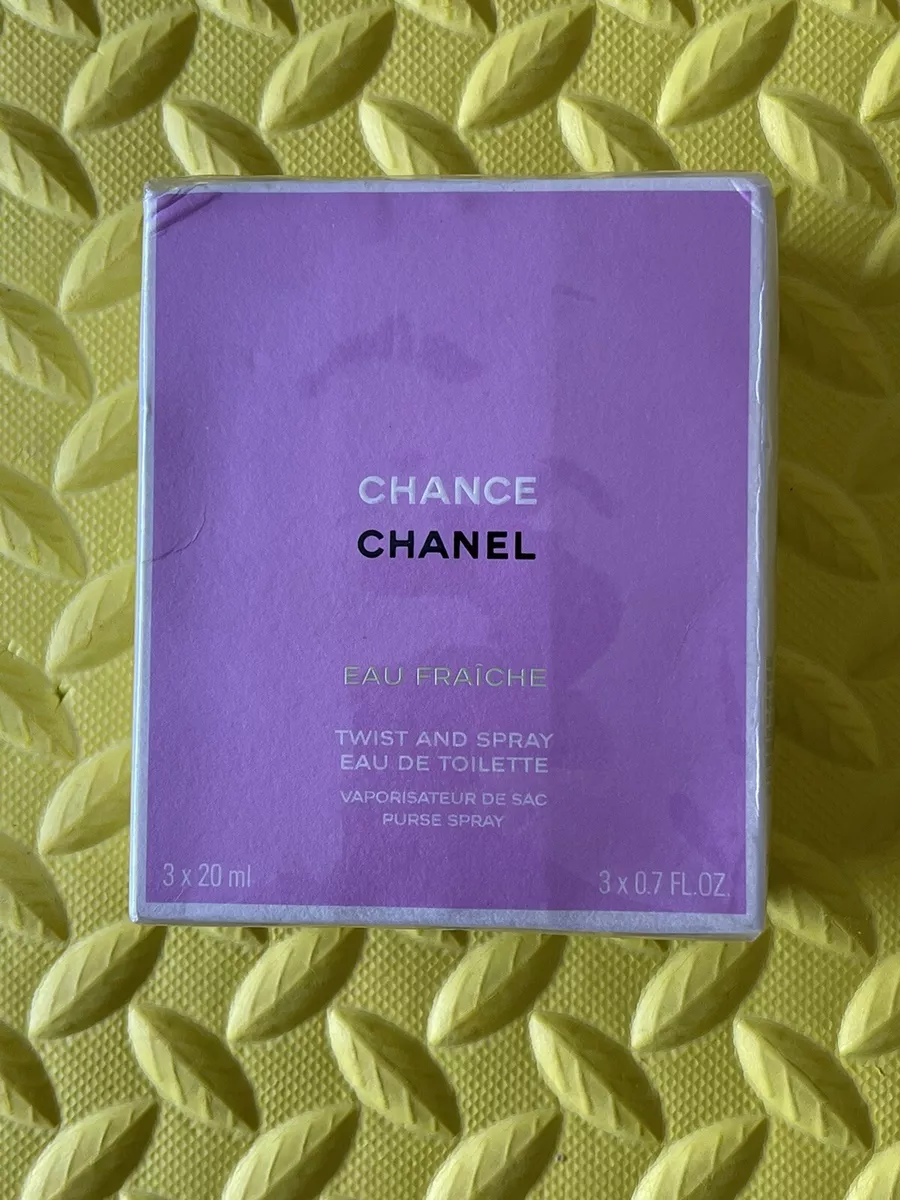 CHANCE
CHANEL
EAU FRAÎCHE
TWIST AND SPRAY
EAU DE TOILETTE
VAPORISATEUR DE SAC
PURSE SPRAY
3 x 20 ml
3 x 0.7 FL.OZ.